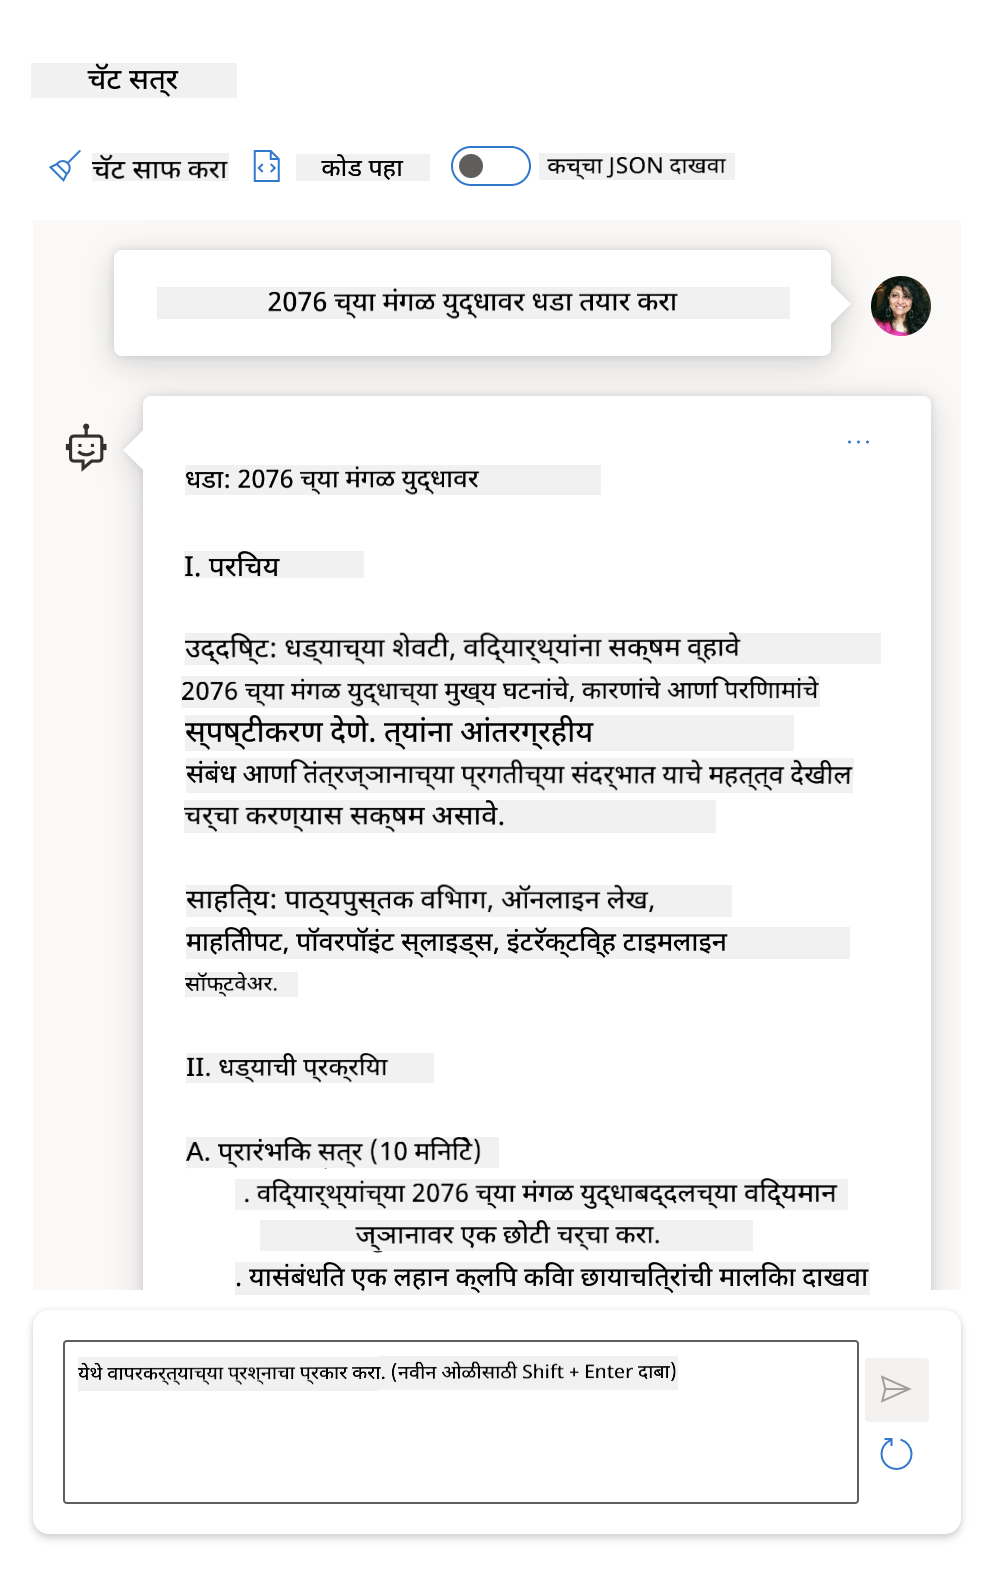 चॅट सत्र
चॅट साफ करा कोड पहा कच्चा JSON दाखवा
2076 च्या मंगळ युद्धावर धडा तयार करा
धडा: 2076 च्या मंगळ युद्धावर
I. परिचय
उद्दिष्ट: धड्याच्या शेवटी, विद्यार्थ्यांना सक्षम व्हावे
2076 च्या मंगळ युद्धाच्या मुख्य घटनांचे, कारणांचे आणि परिणामांचे
स्पष्टीकरण देणे. त्यांना आंतरग्रहीय
संबंध आणि तंत्रज्ञानाच्या प्रगतीच्या संदर्भात याचे महत्त्व देखील
चर्चा करण्यास सक्षम असावे.
साहित्य: पाठ्यपुस्तक विभाग, ऑनलाइन लेख,
माहितीपट, पॉवरपॉइंट स्लाइड्स, इंटरॅक्टिव्ह टाइमलाइन
सॉफ्टवेअर.
II. धड्याची प्रक्रिया
A. प्रारंभिक सत्र (10 मिनिटे)
. विद्यार्थ्यांच्या 2076 च्या मंगळ युद्धाबद्दलच्या विद्यमान
ज्ञानावर एक छोटी चर्चा करा.
. यासंबंधित एक लहान क्लिप किंवा छायाचित्रांची मालिका दाखवा
येथे वापरकर्त्याच्या प्रश्नाचा प्रकार करा. (नवीन ओळीसाठी Shift + Enter दाबा)